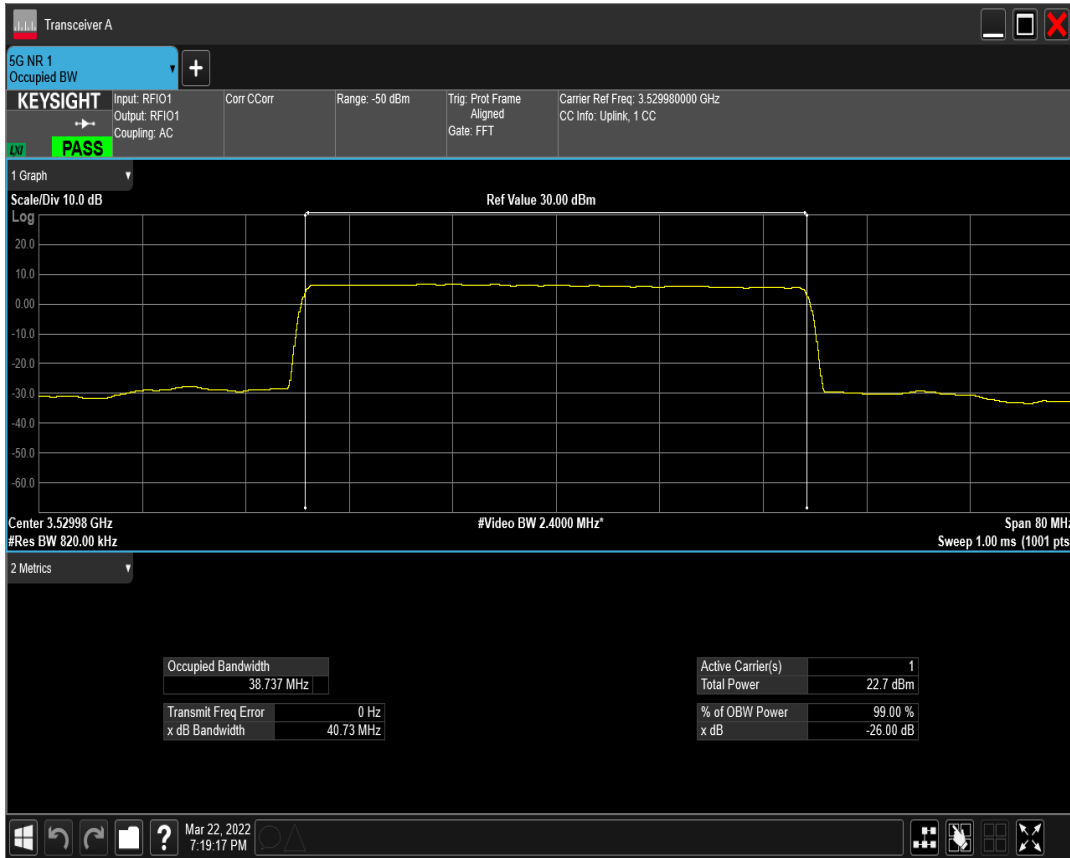 Transceiver A
5G NR 1
Occupied BW
KEYSIGHT
LXI
PASS
Input: RFIO1
Output: RFIO1
Coupling: AC
Corr CCorr
Range: -50 dBm
Trig: Prot Frame
Aligned
Gate: FFT
Carrier Ref Freq: 3.529980000 GHz
CC Info: Uplink, 1 CC
1 Graph
Scale/Div 10.0 dB
Ref Value 30.00 dBm
Log
20.0
10.0
0.00
-10.0
-20.0
-30.0
-40.0
-50.0
-60.0
Center 3.52998 GHz
#Video BW 2.4000 MHz*
Span 80 MHz
#Res BW 820.00 kHz
Sweep 1.00 ms (1001 pts
2 Metrics
Occupied Bandwidth
38.737 MHz
Transmit Freq Error 0 Hz
x dB Bandwidth 40.73 MHz
Active Carrier(s) 1
Total Power 22.7 dBm
% of OBW Power 99.00 %
x dB -26.00 dB
?
Mar 22, 2022
7:19:17 PM